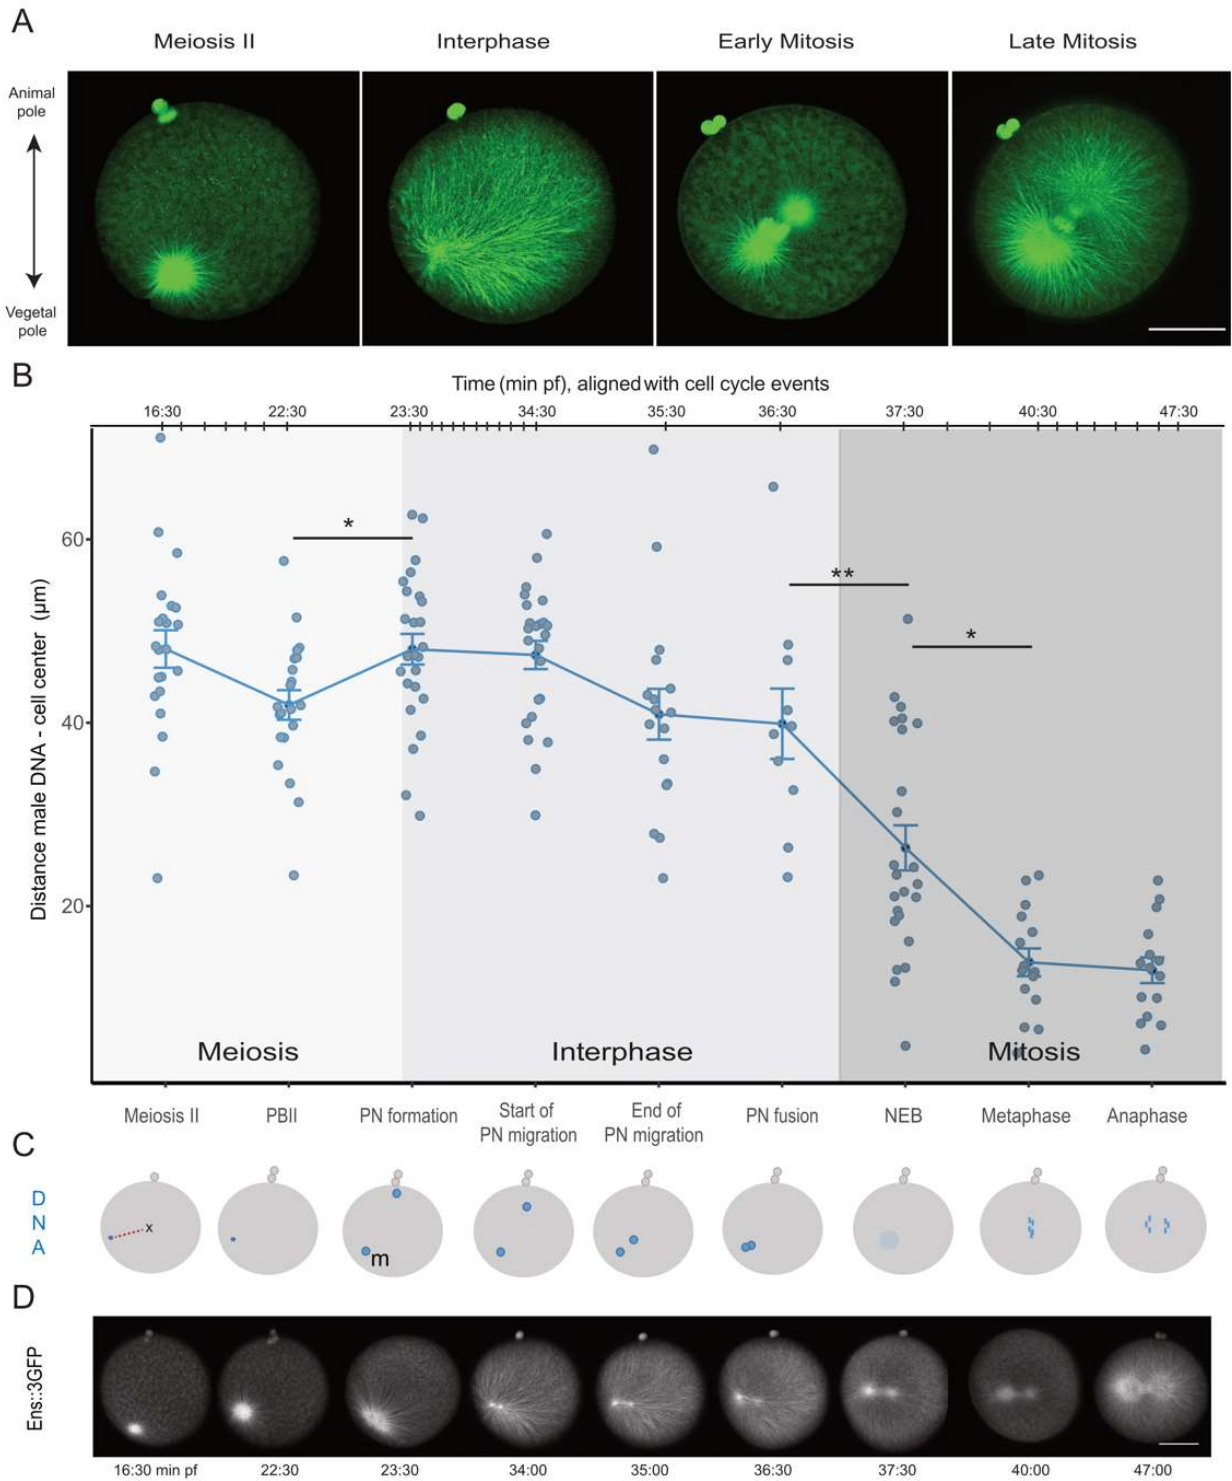 A
Meiosis II Interphase Early Mitosis Late Mitosis
Animal
pole
Vegetal
pole
B
Time (min pf), aligned with cell cycle events
16:30 22:30 23:30 34:30 35:30 36:30 37:30 40:30 47:30
Distance male DNA - cell center (µm)
60
40
20
*
**
*
Meiosis Interphase Mitosis
Meiosis II PBII PN formation Start of PN migration End of PN migration PN fusion NEB Metaphase Anaphase
C
D
N
A
x
m
D
Ens::3GFP
16:30 min pf 22:30 23:30 34:00 35:00 36:30 37:30 40:00 47:00